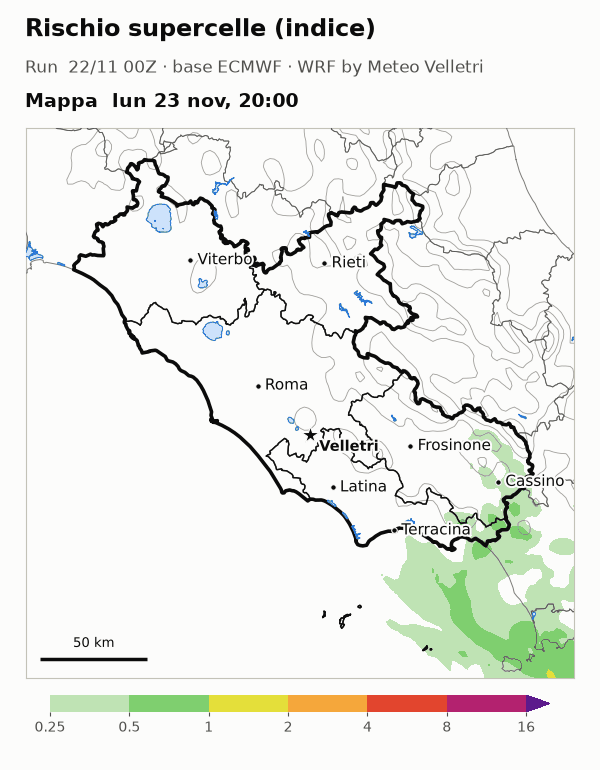 Rischio supercelle (indice)
Run  22/11 00Z · base ECMWF · WRF by Meteo Velletri
Mappa  lun 23 nov, 20:00
Viterbo
Rieti
Roma
Velletri
Frosinone
Cassino
Latina
Terracina
50 km
0.25 0.5 1 2 4 8 16